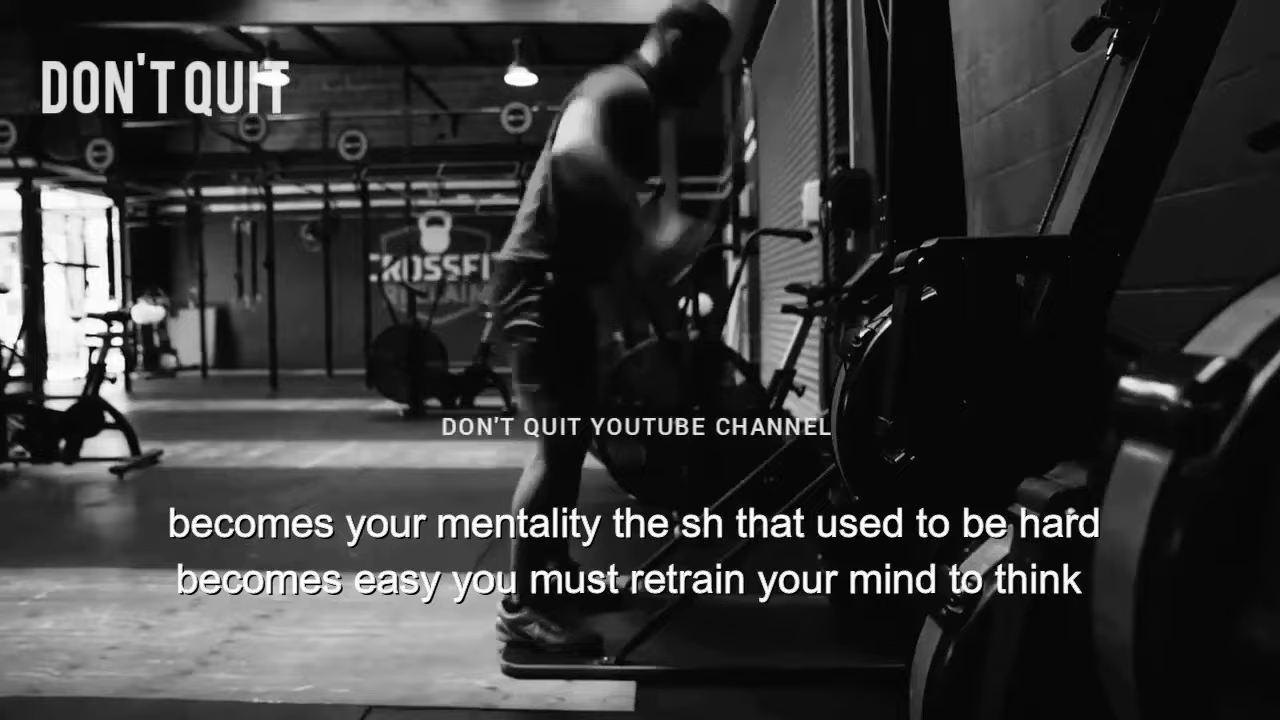 DON'T QUIT
CROSSFIT
DON'T QUIT YOUTUBE CHANNEL
becomes your mentality the sh that used to be hard
becomes easy you must retrain your mind to think